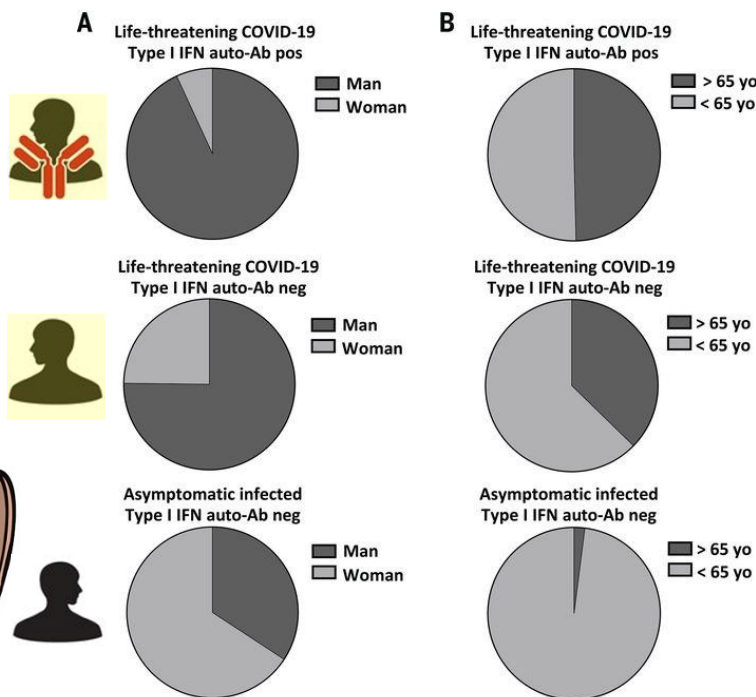 A
Life-threatening COVID-19
Type I IFN auto-Ab pos
Man
Woman
B
Life-threatening COVID-19
Type I IFN auto-Ab pos
> 65 yo
< 65 yo
Life-threatening COVID-19
Type I IFN auto-Ab neg
Man
Woman
Life-threatening COVID-19
Type I IFN auto-Ab neg
> 65 yo
< 65 yo
Asymptomatic infected
Type I IFN auto-Ab neg
Man
Woman
Asymptomatic infected
Type I IFN auto-Ab neg
> 65 yo
< 65 yo